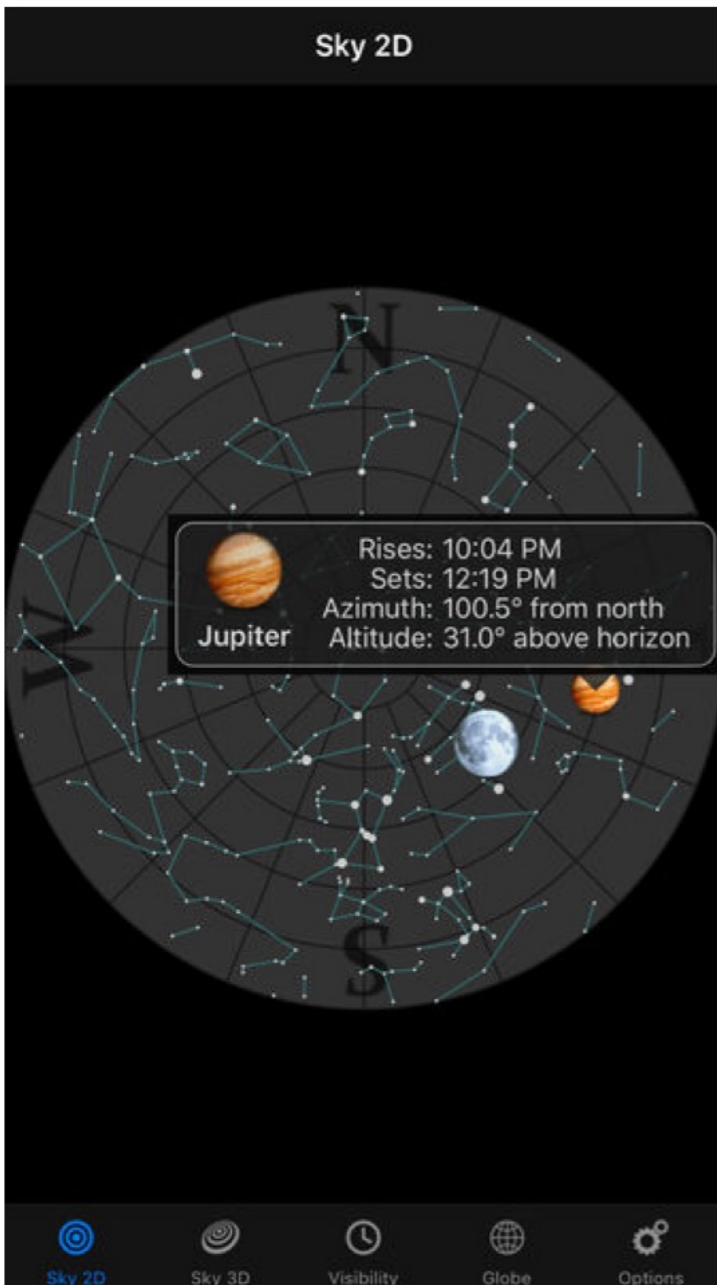 Sky 2D
N
Rises: 10:04 PM
Sets: 12:19 PM
Azimuth: 100.5° from north
Jupiter
Altitude: 31.0° above horizon
W
S
Sky 2D
Sky 3D
Visibility
Globe
Options